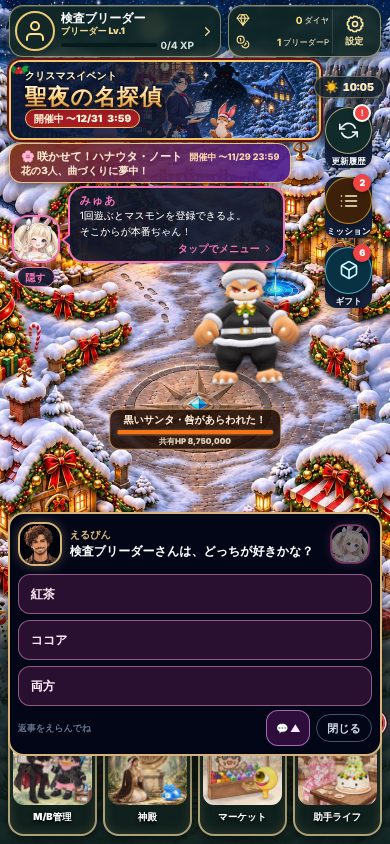 検査ブリーダー
ブリーダー Lv.1
0/4 XP
0 ダイヤ
1 ブリーダーP
設定
クリスマスイベント
聖夜の名探偵
開催中 〜12/31 3:59
10:05
!
更新履歴
咲かせて！ハナウタ・ノート 開催中 〜11/29 23:59
花の3人、曲づくりに夢中！
2
ミッション
みゅあ
1回遊ぶとマスモンを登録できるよ。
そこからが本番ぢゃん！
タップでメニュー
隠す
6
ギフト
黒いサンタ・咎があらわれた！
共有HP 8,750,000
えるびん
検査ブリーダーさんは、どっちが好きかな？
紅茶
ココア
両方
返事をえらんでね
▲
閉じる
M/B管理
神殿
マーケット
助手ライフ